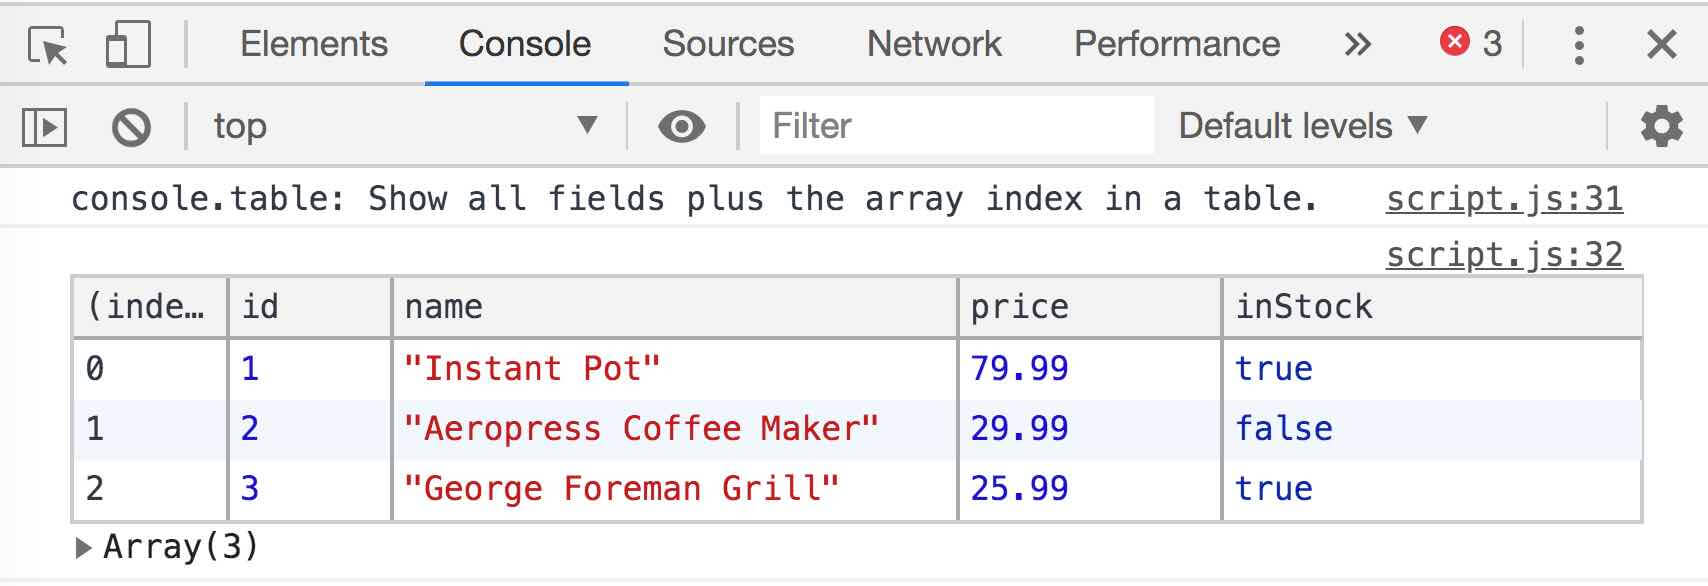 Elements Console Sources Network Performance » 3
top Filter Default levels
console.table: Show all fields plus the array index in a table. script.js:31
script.js:32
(inde… id name price inStock
0 1 "Instant Pot" 79.99 true
1 2 "Aeropress Coffee Maker" 29.99 false
2 3 "George Foreman Grill" 25.99 true
Array(3)